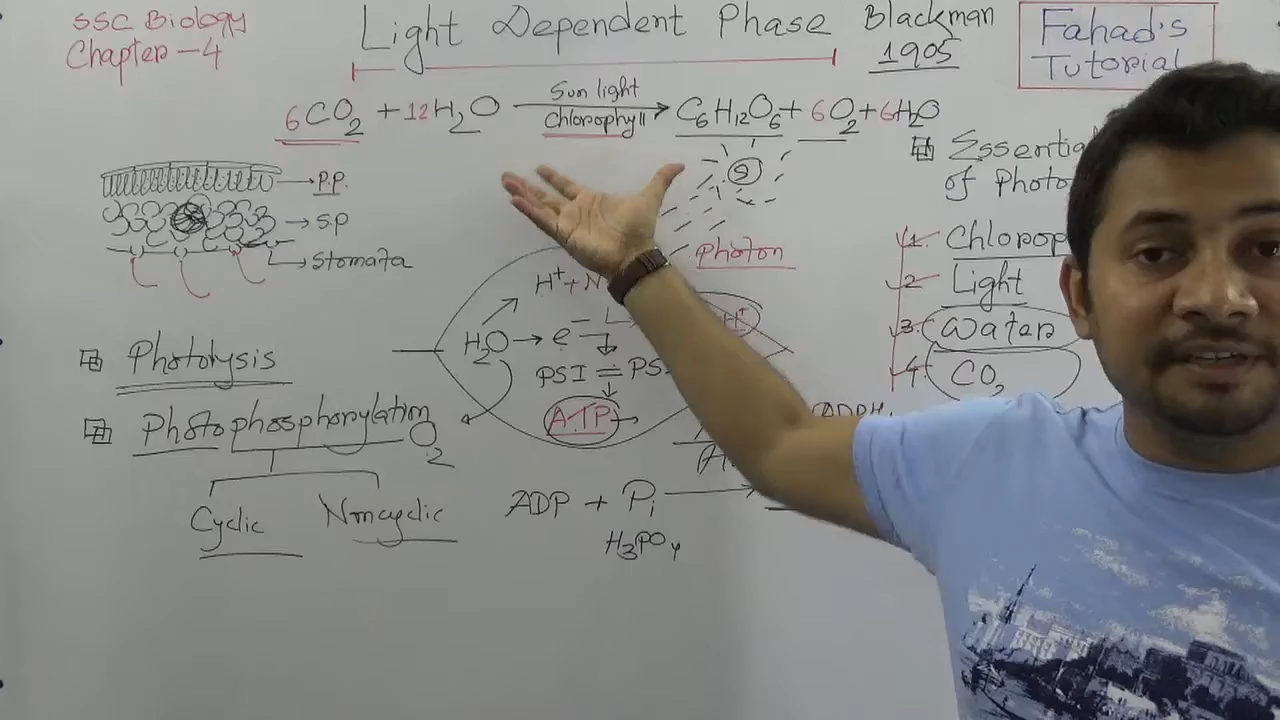 SSC Biology
Chapter-4
Light Dependent Phase
Blackman
1905
Fahad's
Tutorial
6CO2 + 12H2O
Sun light
Chlorophyll
C6H12O6 + 6O2 + 6H2O
P.P.
S.P
Stomata
S
photon
Essential
of Photo
1. Chlorop
2 Light
3. Water
4. CO2
H+ + N
H2O → e-
H+
PSI = PS
ATP
Photolysis
Photophosphorylation
O2
Cyclic
Noncyclic
ADP + Pi
H3PO4